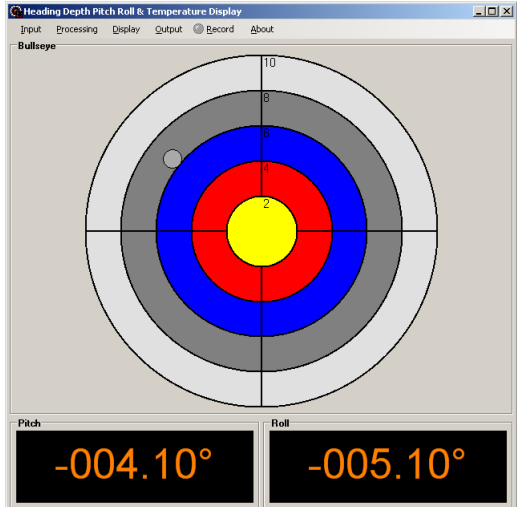 Heading Depth Pitch Roll & Temperature Display
Input Processing Display Output Record About
Bullseye
10
8
6
4
2
Pitch Roll
-004.10° -005.10°